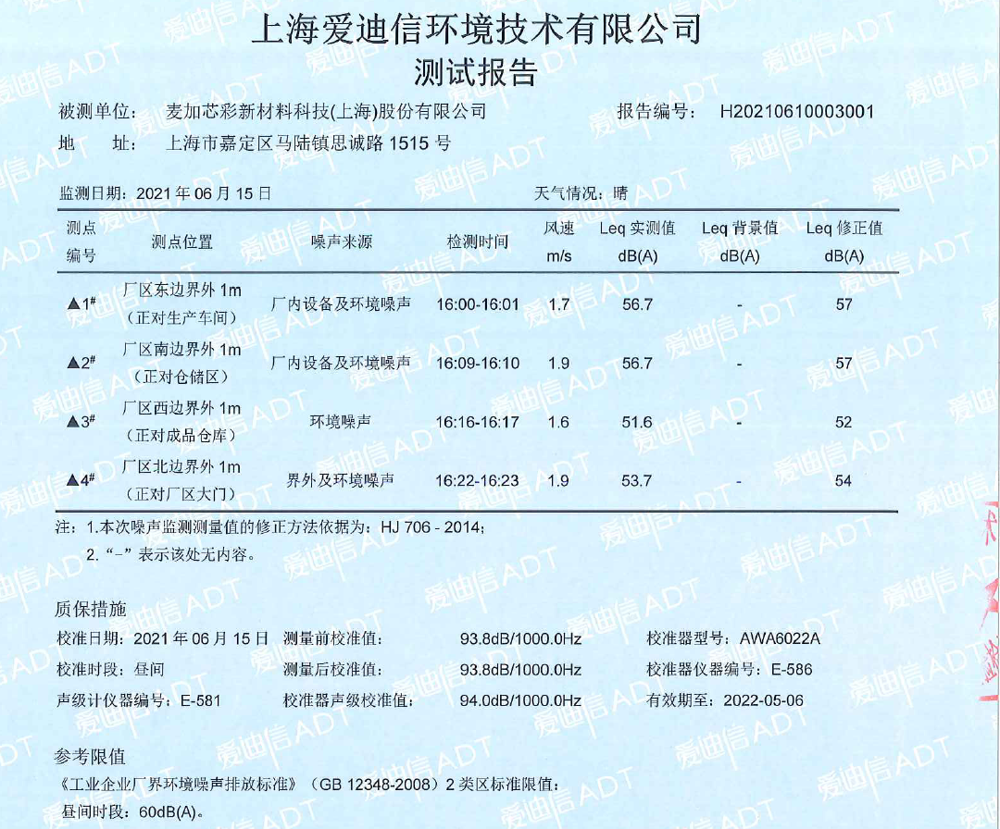 上海爱迪信环境技术有限公司
测试报告
被测单位： 麦加芯彩新材料科技(上海)股份有限公司 报告编号： H20210610003001
地 址： 上海市嘉定区马陆镇思诚路 1515 号
监测日期：2021 年 06 月 15 日 天气情况：晴
测点编号 测点位置 噪声来源 检测时间 风速 m/s Leq 实测值 dB(A) Leq 背景值 dB(A) Leq 修正值 dB(A)
▲1# 厂区东边界外 1m（正对生产车间） 厂内设备及环境噪声 16:00-16:01 1.7 56.7 - 57
▲2# 厂区南边界外 1m（正对仓储区） 厂内设备及环境噪声 16:09-16:10 1.9 56.7 - 57
▲3# 厂区西边界外 1m（正对成品仓库） 环境噪声 16:16-16:17 1.6 51.6 - 52
▲4# 厂区北边界外 1m（正对厂区大门） 界外及环境噪声 16:22-16:23 1.9 53.7 - 54
注：1.本次噪声监测测量值的修正方法依据为：HJ 706 - 2014；
2.“-”表示该处无内容。
质保措施
校准日期：2021 年 06 月 15 日 测量前校准值： 93.8dB/1000.0Hz 校准器型号：AWA6022A
校准时段：昼间 测量后校准值： 93.8dB/1000.0Hz 校准器仪器编号：E-586
声级计仪器编号：E-581 校准器声级校准值： 94.0dB/1000.0Hz 有效期至：2022-05-06
参考限值
《工业企业厂界环境噪声排放标准》（GB 12348-2008）2 类区标准限值：
昼间时段：60dB(A)。
爱迪信ADT